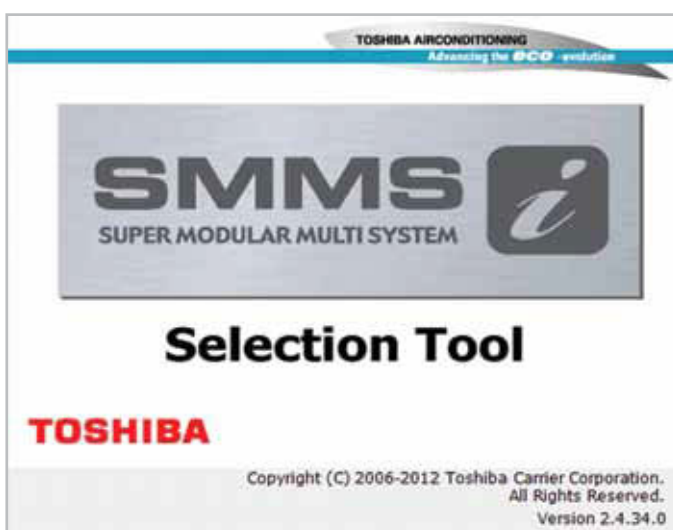 TOSHIBA AIRCONDITIONING
Advancing the eco -evolution
SMMS i
SUPER MODULAR MULTI SYSTEM
Selection Tool
TOSHIBA
Copyright (C) 2006-2012 Toshiba Carrier Corporation.
All Rights Reserved.
Version 2.4.34.0